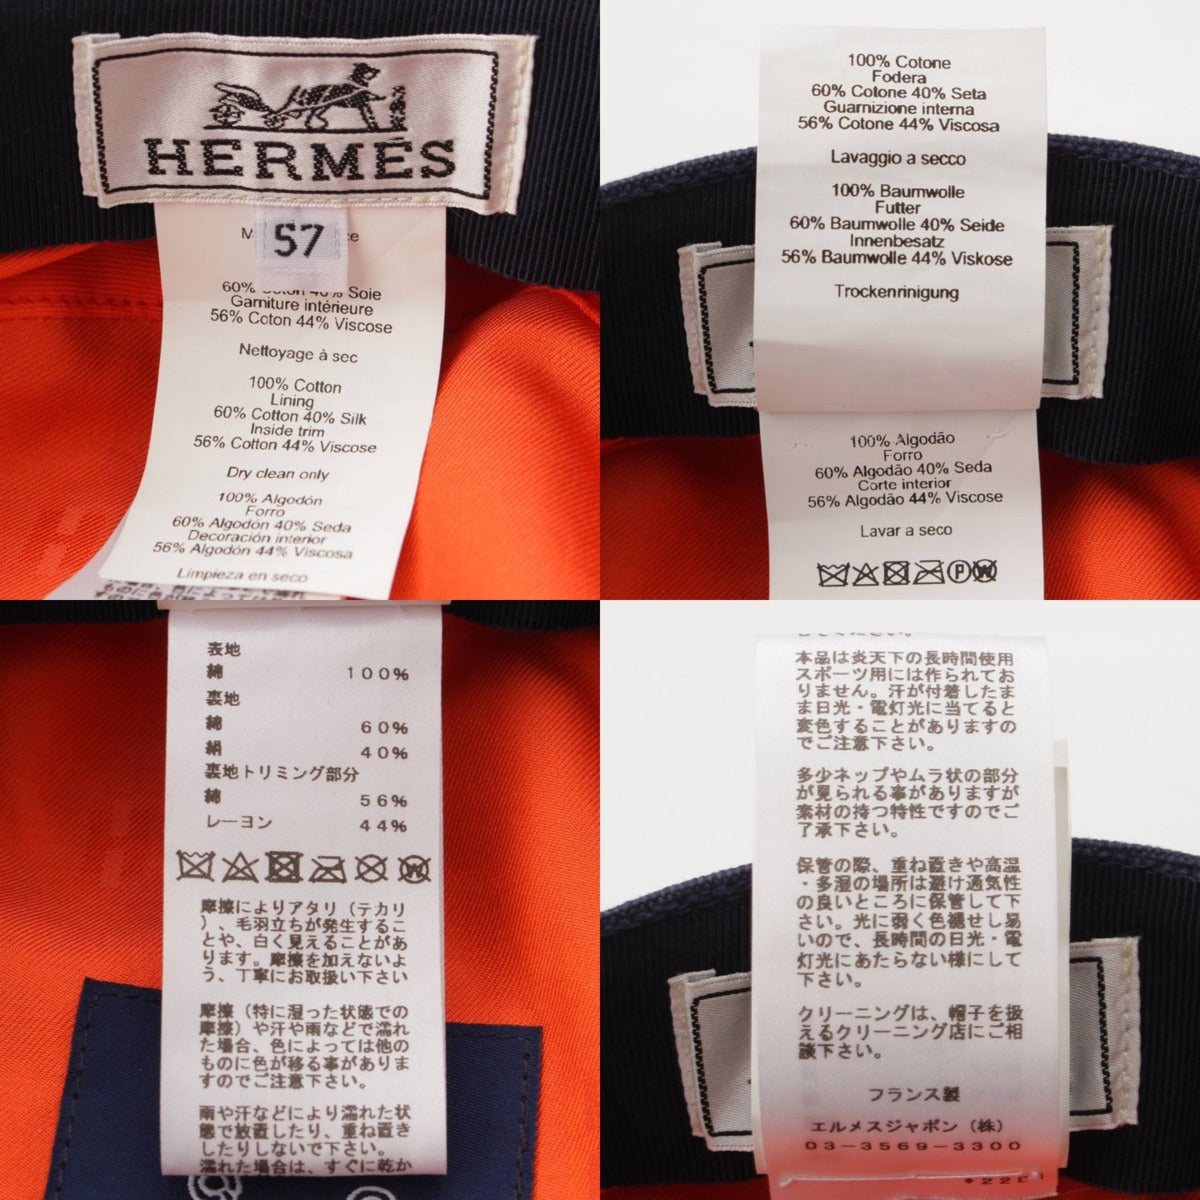 HERMÈS
57
60% Coton 40% Soie
Garniture intérieure
56% Coton 44% Viscose
Nettoyage à sec
100% Cotton
Lining
60% Cotton 40% Silk
Inside trim
56% Cotton 44% Viscose
Dry clean only
100% Algodón
Forro
60% Algodón 40% Seda
Decoración interior
56% Algodón 44% Viscosa
Limpieza en seco
100% Cotone
Fodera
60% Cotone 40% Seta
Guarnizione interna
56% Cotone 44% Viscosa
Lavaggio a secco
100% Baumwolle
Futter
60% Baumwolle 40% Seide
Innenbesatz
56% Baumwolle 44% Viskose
Trockenrinigung
100% Algodão
Forro
60% Algodão 40% Seda
Corte interior
56% Algodão 44% Viscose
Lavar a seco
表地
綿 100%
裏地
綿 60%
絹 40%
裏地トリミング部分
綿 56%
レーヨン 44%
摩擦によりアタリ（テカリ
）、毛羽立ちが発生するこ
とや、白く見えることがあ
ります。摩擦を加えないよ
う、丁寧にお取扱い下さい
摩擦（特に湿った状態での
摩擦）や汗や雨などで濡れ
た場合、色によっては他の
ものに色が移る事がありま
すのでご注意下さい。
雨や汗などにより濡れた状
態で放置したり、重ね置き
したりしないで下さい。
濡れた場合は、すぐに乾か
してください。
本品は炎天下の長時間使用
スポーツ用には作られてお
りません。汗が付着したま
ま日光・電灯光に当てると
変色することがありますの
でご注意下さい。
多少ネップやムラ状の部分
が見られる事がありますが
素材の持つ特性ですのでご
了承下さい。
保管の際、重ね置きや高温
・多湿の場所は避け通気性
の良いところに保管して下
さい。光に弱く色褪せし易
いので、長時間の日光・電
灯光にあたらない様にして
下さい。
クリーニングは、帽子を扱
えるクリーニング店にご相
談下さい。
フランス製
エルメスジャポン（株）
03-3569-3300